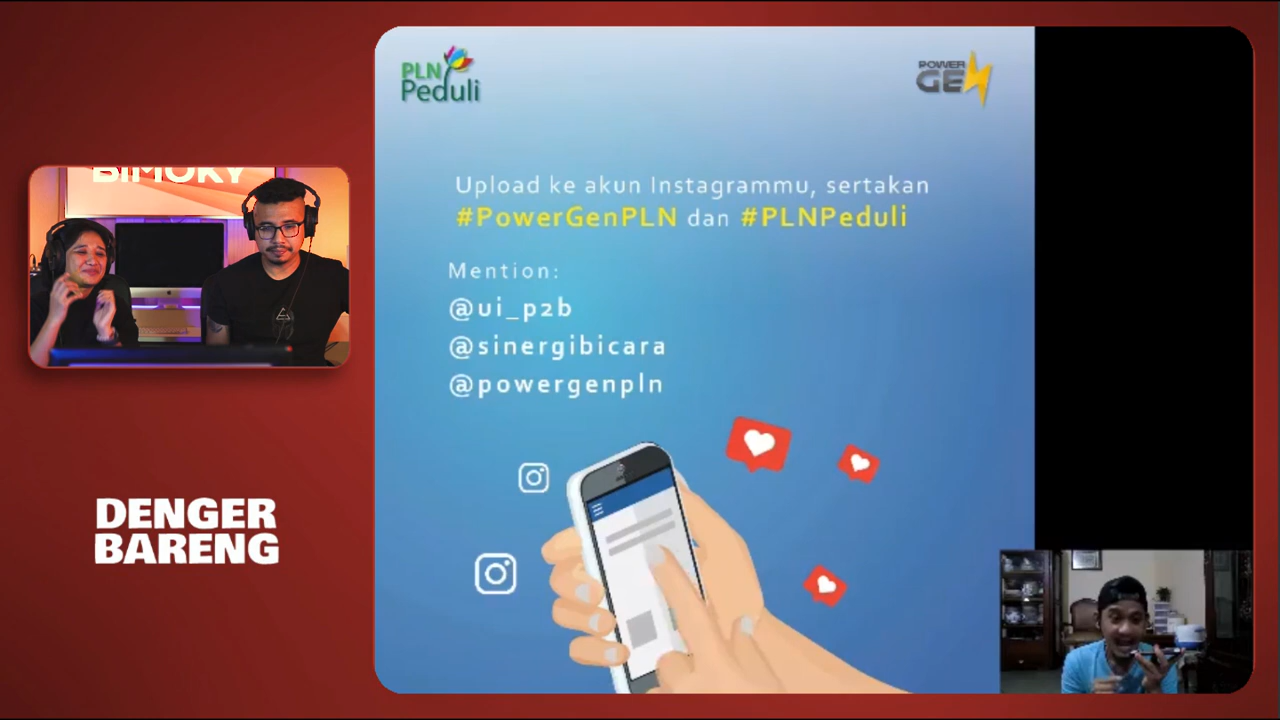 BIMOKY
DENGER
BARENG
PLN
Peduli
POWER
GEN
Upload ke akun Instagrammu, sertakan
#PowerGenPLN dan #PLNPeduli
Mention:
@ui_p2b
@sinergibicara
@powergenpln